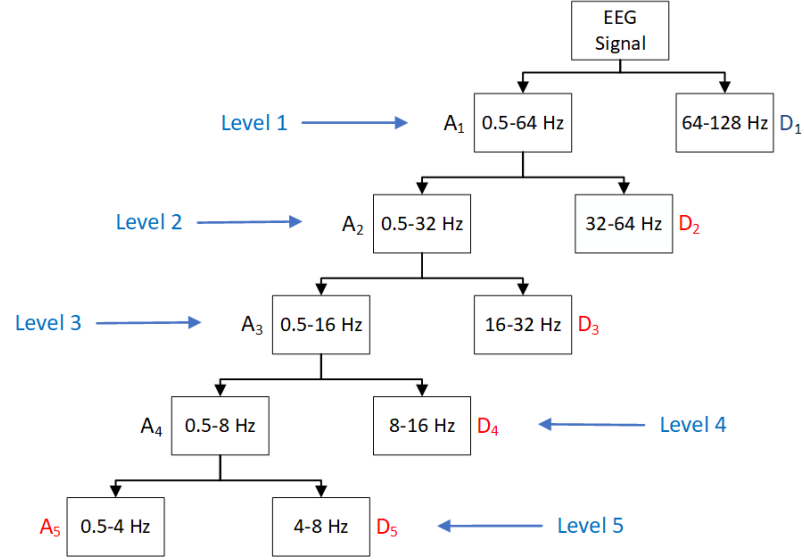 EEG
Signal
Level 1
A₁
0.5-64 Hz
64-128 Hz
D₁
Level 2
A₂
0.5-32 Hz
32-64 Hz
D₂
Level 3
A₃
0.5-16 Hz
16-32 Hz
D₃
A₄
0.5-8 Hz
8-16 Hz
D₄
Level 4
A₅
0.5-4 Hz
4-8 Hz
D₅
Level 5